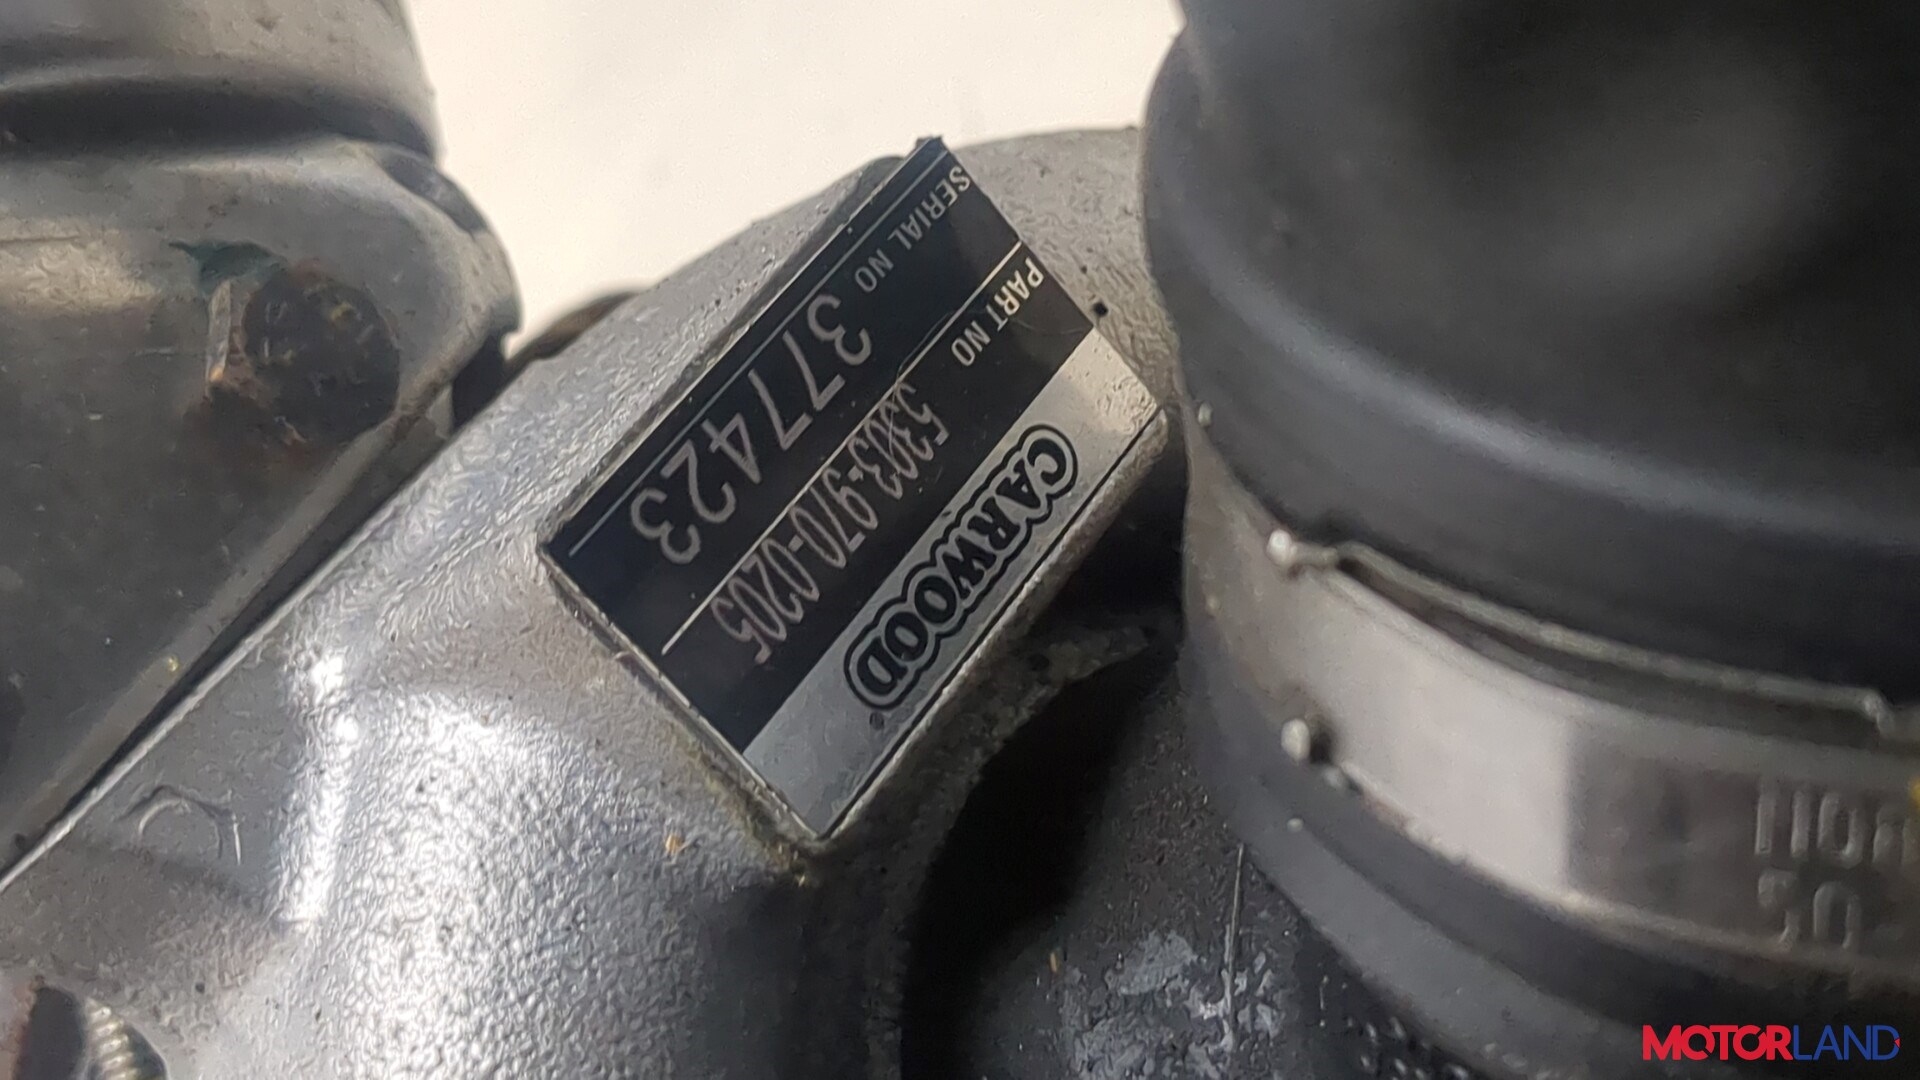 CARWOOD®
PART NO 5303-970-0205
SERIAL NO 377423
MOTORLAND